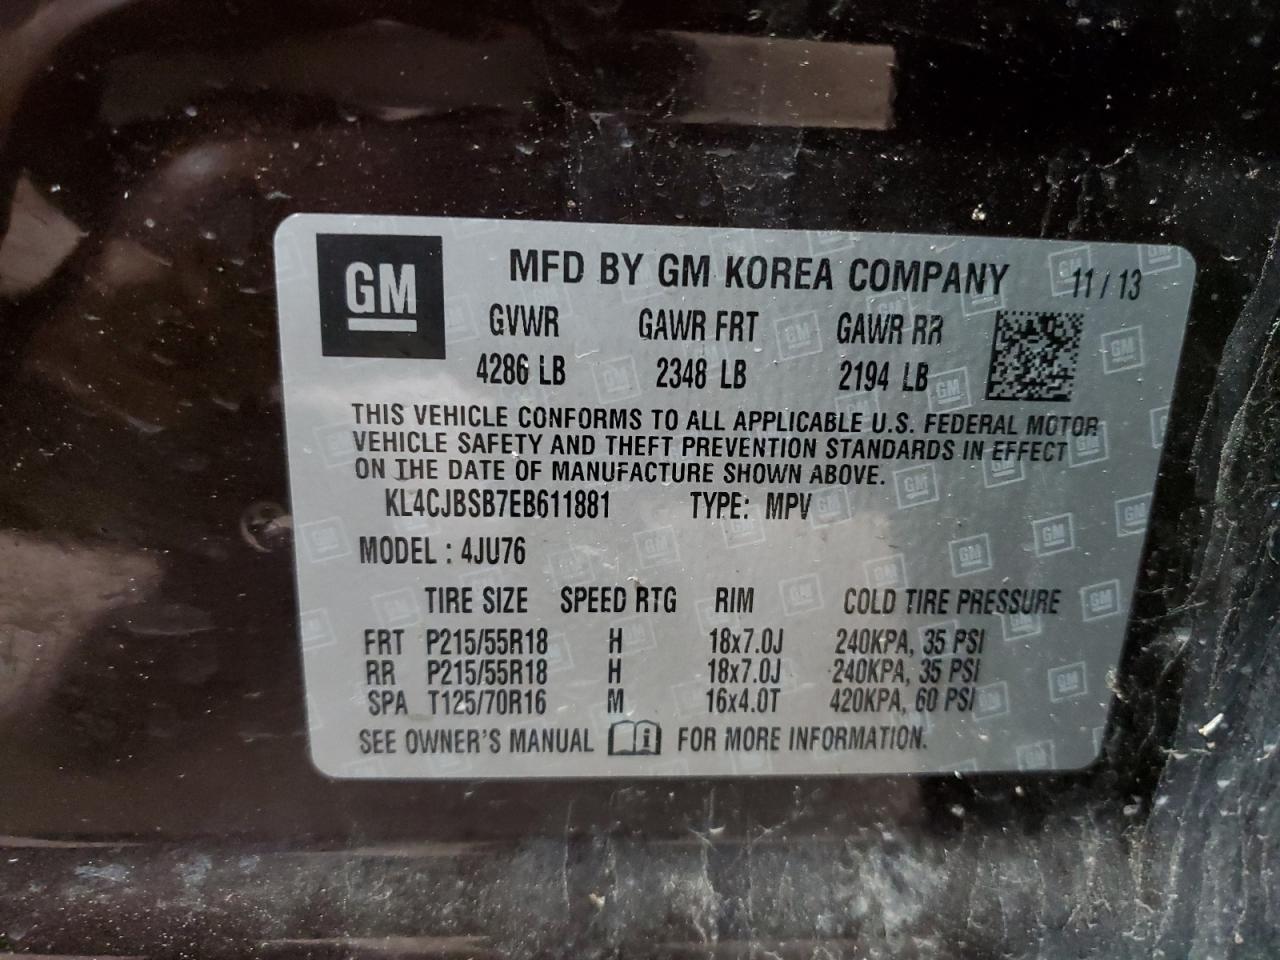 GM
MFD BY GM KOREA COMPANY 11 / 13
GVWR GAWR FRT GAWR RR
4286 LB 2348 LB 2194 LB
THIS VEHICLE CONFORMS TO ALL APPLICABLE U.S. FEDERAL MOTOR
VEHICLE SAFETY AND THEFT PREVENTION STANDARDS IN EFFECT
ON THE DATE OF MANUFACTURE SHOWN ABOVE.
KL4CJBSB7EB611881 TYPE: MPV
MODEL : 4JU76
TIRE SIZE SPEED RTG RIM COLD TIRE PRESSURE
FRT P215/55R18 H 18x7.0J 240KPA, 35 PSI
RR P215/55R18 H 18x7.0J 240KPA, 35 PSI
SPA T125/70R16 M 16x4.0T 420KPA, 60 PSI
SEE OWNER'S MANUAL i FOR MORE INFORMATION.